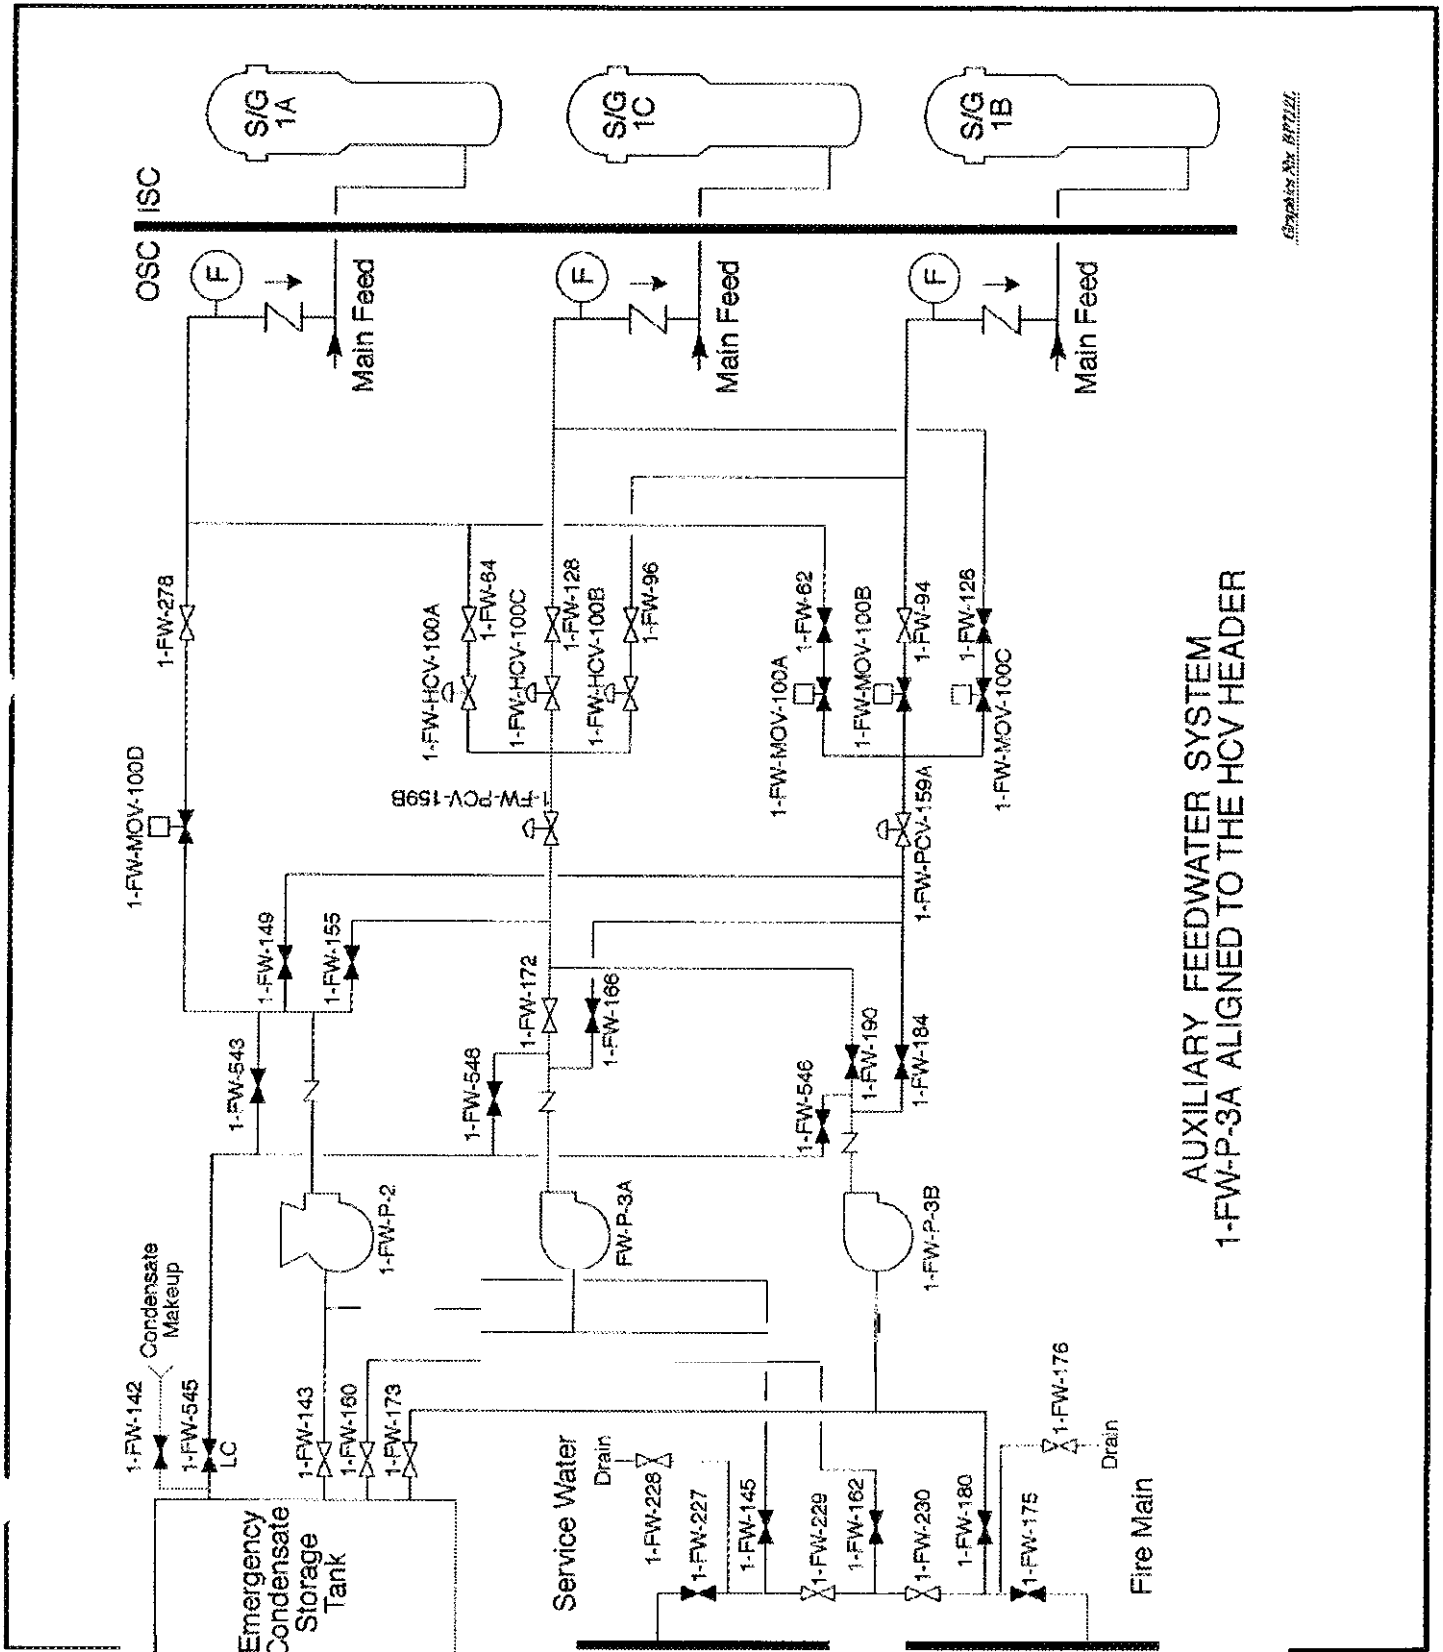 OSC ISC
S/G
1A
S/G
1C
S/G
1B
F
F
F
Main Feed
Main Feed
Main Feed
1-FW-278
1-FW-MOV-100D
1-FW-HCV-100A
1-FW-64
1-FW-HCV-100C
1-FW-128
1-FW-HCV-100B
1-FW-96
1-FW-MOV-100A
1-FW-62
1-FW-MOV-100B
1-FW-94
1-FW-126
1-FW-MOV-100C
1-FW-PCV-159B
1-FW-PCV-159A
1-FW-149
1-FW-155
1-FW-172
1-FW-166
1-FW-190
1-FW-184
1-FW-543
1-FW-548
1-FW-546
1-FW-P-2
FW-P-3A
1-FW-P-3B
Condensate
Makeup
1-FW-142
1-FW-545
LC
1-FW-143
1-FW-160
1-FW-173
Emergency
Condensate
Storage
Tank
Service Water
Drain
1-FW-228
1-FW-227
1-FW-145
1-FW-229
1-FW-162
1-FW-230
1-FW-180
1-FW-175
1-FW-176
Drain
Fire Main
AUXILIARY FEEDWATER SYSTEM
1-FW-P-3A ALIGNED TO THE HCV HEADER